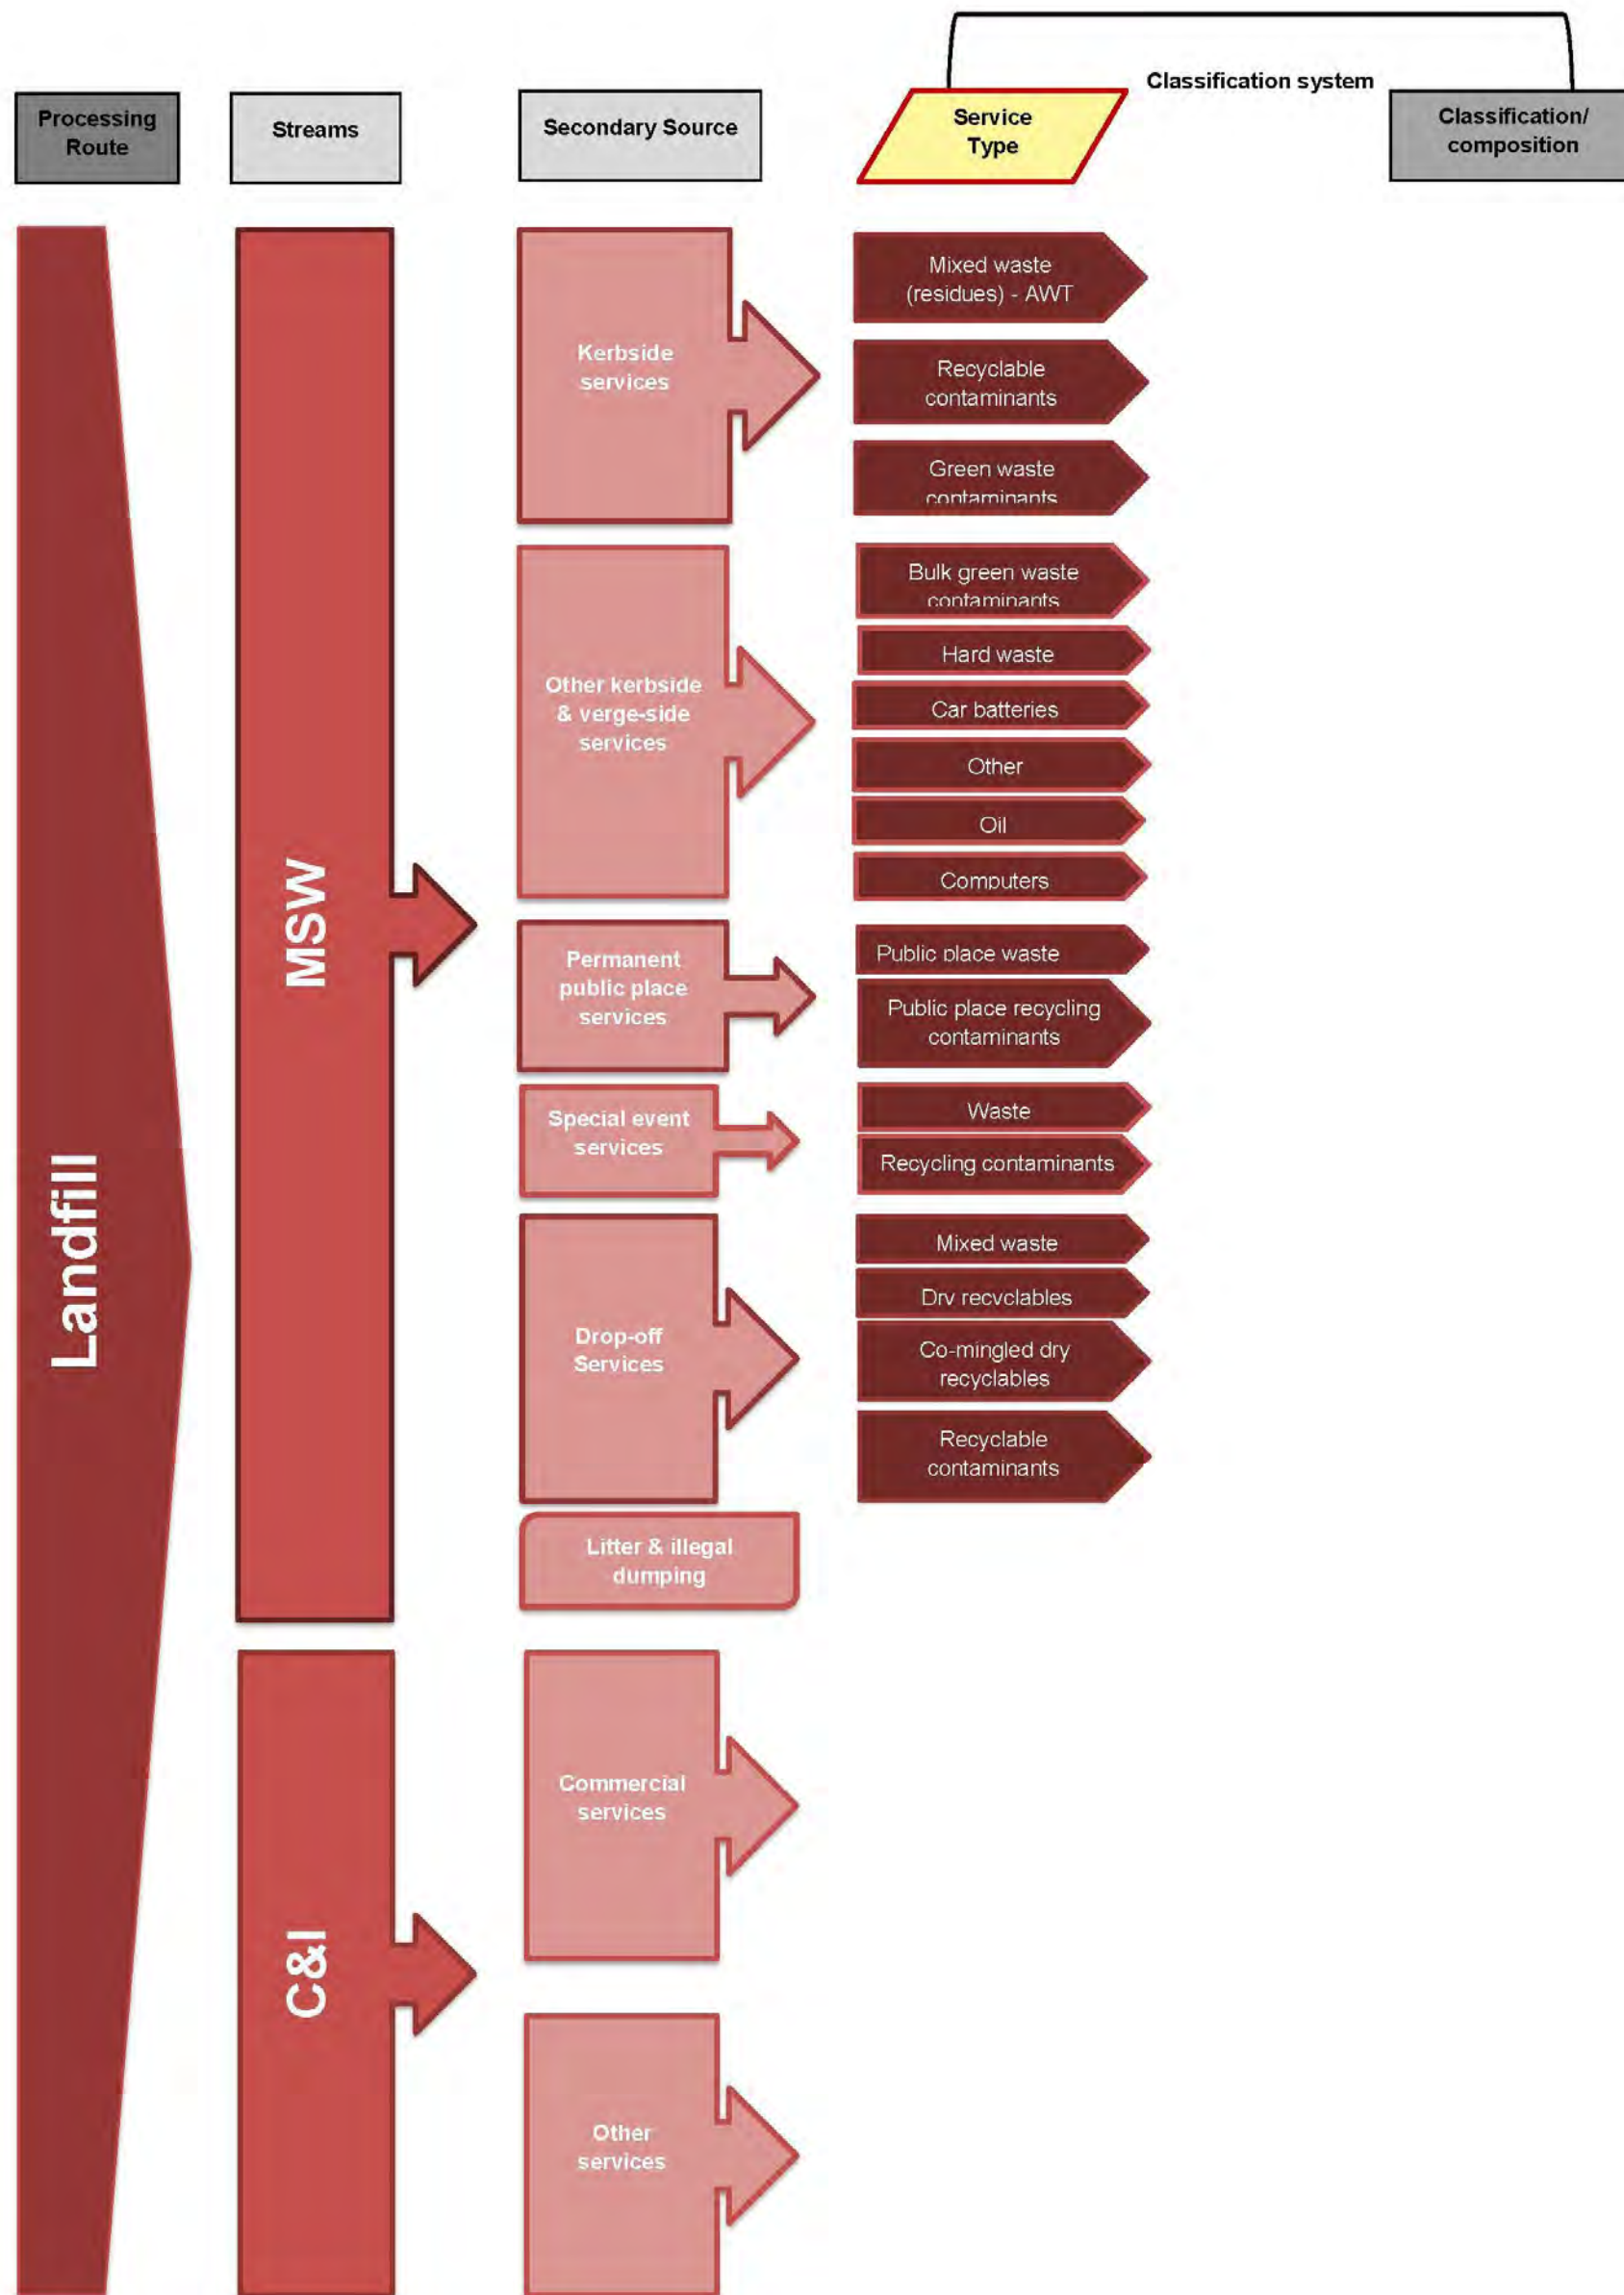 Classification system
Processing
Route
Streams
Secondary Source
Service
Type
Classification/
composition
Landfill
MSW
Kerbside
services
Mixed waste
(residues) - AWT
Recyclable
contaminants
Green waste
contaminants
Other kerbside
& verge-side
services
Bulk green waste
contaminants
Hard waste
Car batteries
Other
Oil
Computers
Permanent
public place
services
Public place waste
Public place recycling
contaminants
Special event
services
Waste
Recycling contaminants
Drop-off
Services
Mixed waste
Dry recyclables
Co-mingled dry
recyclables
Recyclable
contaminants
Litter & illegal
dumping
C&I
Commercial
services
Other
services